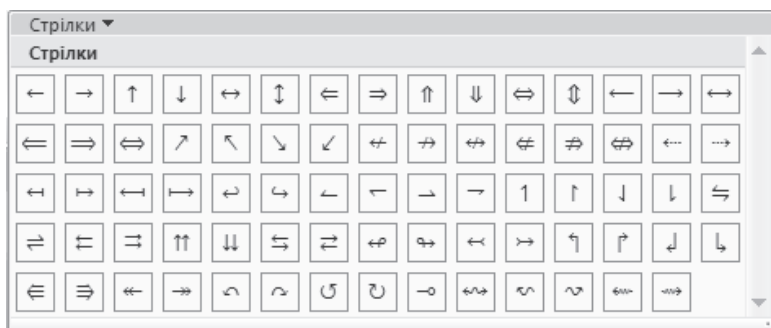 Стрілки
Стрілки
← → ↑ ↓ ↔ ↕ ⇐ ⇒ ⇑ ⇓ ⇔ ⇕ ⟵ ⟶ ⟷
⟸ ⟹ ⟺ ↗ ↖ ↘ ↙ ↚ ↛ ↮ ⇍ ⇏ ⇎ ⇠ ⇢
↤ ↦ ⟻ ⟼ ↩ ↪ ↼ ↽ ⇁ ⇀ ↿ ↾ ⇃ ⇂ ⇋
⇌ ⇇ ⇉ ⇈ ⇊ ⇆ ⇄ ↫ ↬ ↢ ↣ ↰ ↱ ↲ ↳
⇚ ⇛ ↞ ↠ ↶ ↷ ↺ ↻ ⊸ ↭ ↜ ↝ ⇜ ⇝